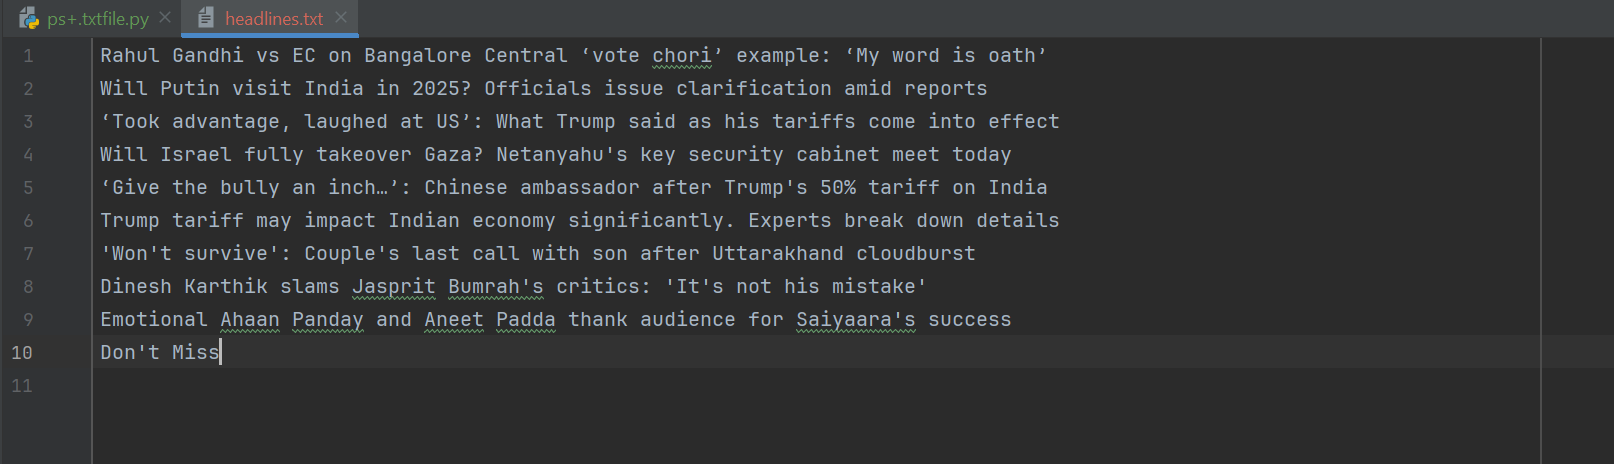 ps+.txtfile.py headlines.txt
1 Rahul Gandhi vs EC on Bangalore Central ‘vote chori’ example: ‘My word is oath’
2 Will Putin visit India in 2025? Officials issue clarification amid reports
3 ‘Took advantage, laughed at US’: What Trump said as his tariffs come into effect
4 Will Israel fully takeover Gaza? Netanyahu's key security cabinet meet today
5 ‘Give the bully an inch…’: Chinese ambassador after Trump's 50% tariff on India
6 Trump tariff may impact Indian economy significantly. Experts break down details
7 'Won't survive': Couple's last call with son after Uttarakhand cloudburst
8 Dinesh Karthik slams Jasprit Bumrah's critics: 'It's not his mistake'
9 Emotional Ahaan Panday and Aneet Padda thank audience for Saiyaara's success
10 Don't Miss
11